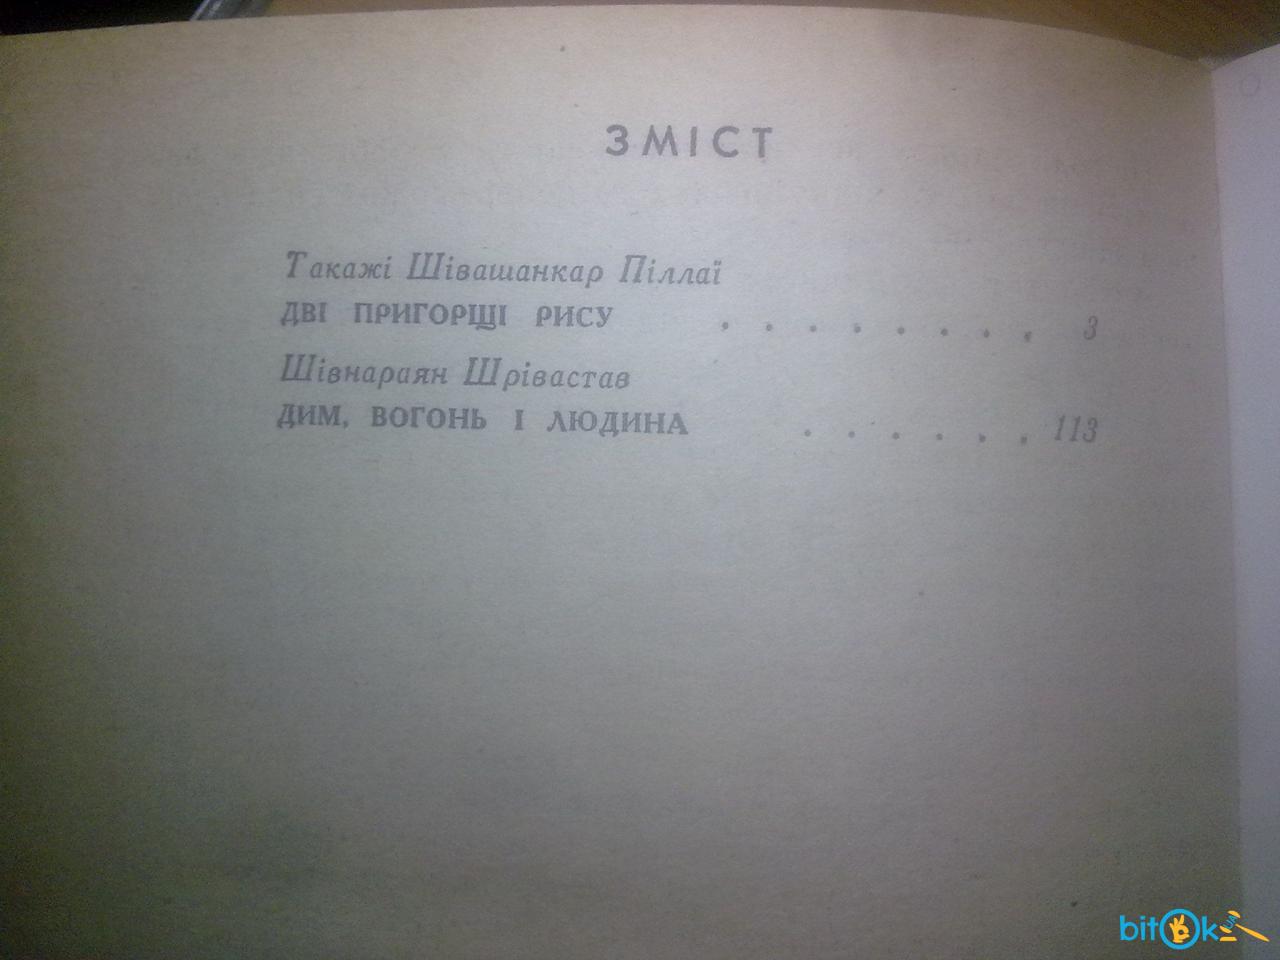 ЗМІСТ
Такажі Шівашанкар Піллаї
ДВІ ПРИГОРЩІ РИСУ . . . . . . . . 3
Шівнараян Шрівастав
ДИМ, ВОГОНЬ І ЛЮДИНА . . . . . . 113
bitOk